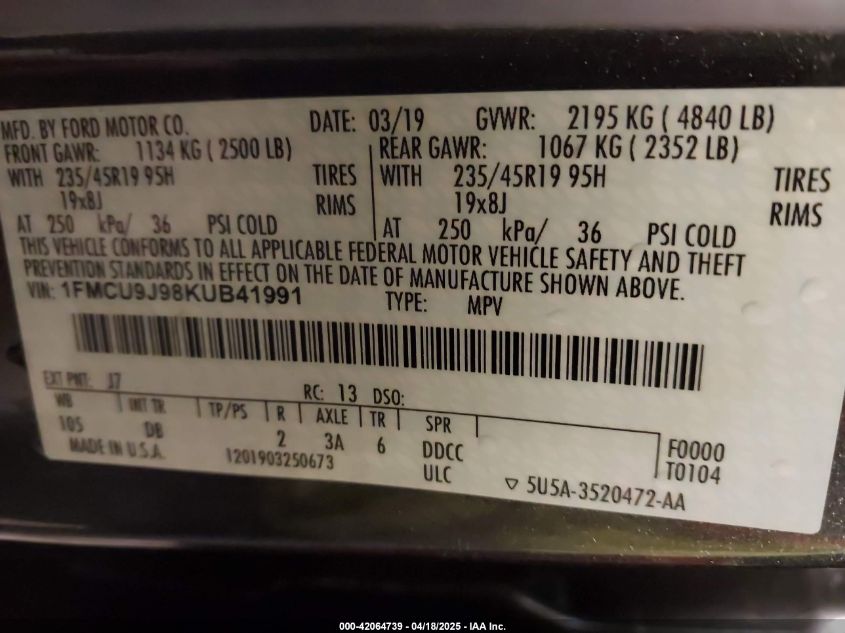 MFD. BY FORD MOTOR CO. DATE: 03/19 GVWR: 2195 KG ( 4840 LB)
FRONT GAWR: 1134 KG ( 2500 LB) REAR GAWR: 1067 KG ( 2352 LB)
WITH 235/45R19 95H TIRES WITH 235/45R19 95H TIRES
19x8J RIMS 19x8J RIMS
AT 250 kPa/ 36 PSI COLD AT 250 kPa/ 36 PSI COLD
THIS VEHICLE CONFORMS TO ALL APPLICABLE FEDERAL MOTOR VEHICLE SAFETY AND THEFT
PREVENTION STANDARDS IN EFFECT ON THE DATE OF MANUFACTURE SHOWN ABOVE.
VIN: 1FMCU9J98KUB41991 TYPE: MPV
EXT PNT: J7 RC: 13 DSO:
WB INT TR TP/PS R AXLE TR SPR
105 DB 2 3A 6 DDCC F0000
MADE IN U.S.A. 1201903250673 ULC T0104
▽ 5U5A-3520472-AA
000-42064739 - 04/18/2025 - IAA Inc.